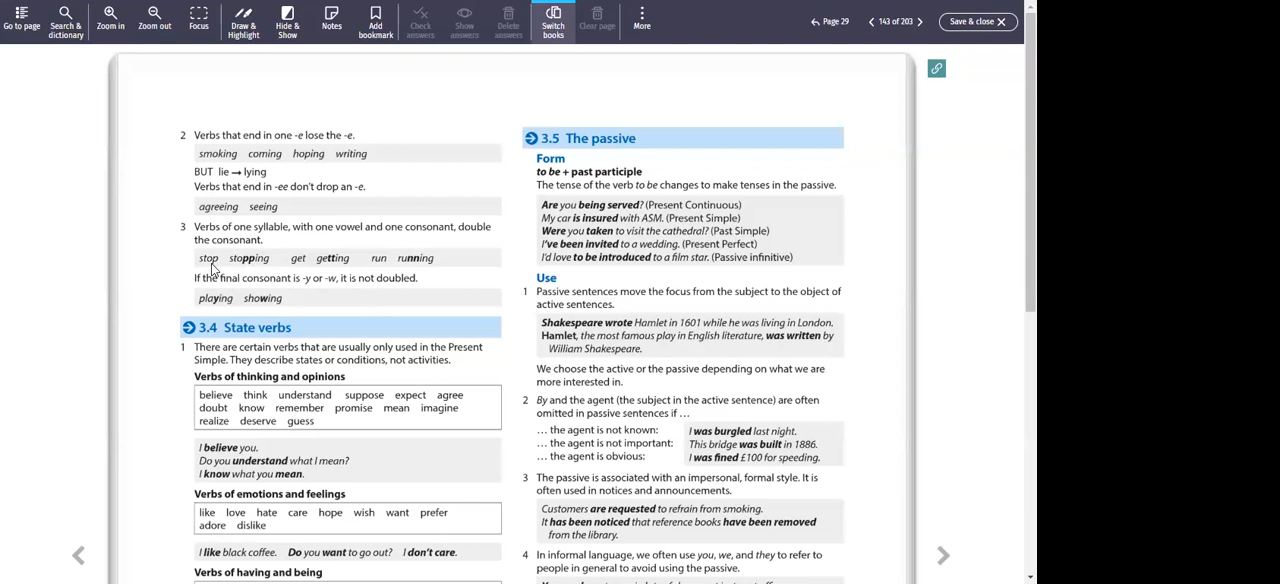 Go to page
Search & dictionary
Zoom in
Zoom out
Focus
Draw & Highlight
Hide & Show
Notes
Add bookmark
Check answers
Show answers
Delete answers
Switch books
Clear page
More
Page 29
143 of 203
Save & close
2 Verbs that end in one -e lose the -e.
smoking coming hoping writing
BUT lie → lying
Verbs that end in -ee don't drop an -e.
agreeing seeing
3 Verbs of one syllable, with one vowel and one consonant, double
the consonant.
stop stopping get getting run running
If the final consonant is -y or -w, it is not doubled.
playing showing
3.4 State verbs
1 There are certain verbs that are usually only used in the Present
Simple. They describe states or conditions, not activities.
Verbs of thinking and opinions
believe think understand suppose expect agree
doubt know remember promise mean imagine
realize deserve guess
I believe you.
Do you understand what I mean?
I know what you mean.
Verbs of emotions and feelings
like love hate care hope wish want prefer
adore dislike
I like black coffee. Do you want to go out? I don't care.
Verbs of having and being
3.5 The passive
Form
to be + past participle
The tense of the verb to be changes to make tenses in the passive.
Are you being served? (Present Continuous)
My car is insured with ASM. (Present Simple)
Were you taken to visit the cathedral? (Past Simple)
I've been invited to a wedding. (Present Perfect)
I'd love to be introduced to a film star. (Passive infinitive)
Use
1 Passive sentences move the focus from the subject to the object of
active sentences.
Shakespeare wrote Hamlet in 1601 while he was living in London.
Hamlet, the most famous play in English literature, was written by
William Shakespeare.
We choose the active or the passive depending on what we are
more interested in.
2 By and the agent (the subject in the active sentence) are often
omitted in passive sentences if …
… the agent is not known: I was burgled last night.
… the agent is not important: This bridge was built in 1886.
… the agent is obvious: I was fined £100 for speeding.
3 The passive is associated with an impersonal, formal style. It is
often used in notices and announcements.
Customers are requested to refrain from smoking.
It has been noticed that reference books have been removed
from the library.
4 In informal language, we often use you, we, and they to refer to
people in general to avoid using the passive.